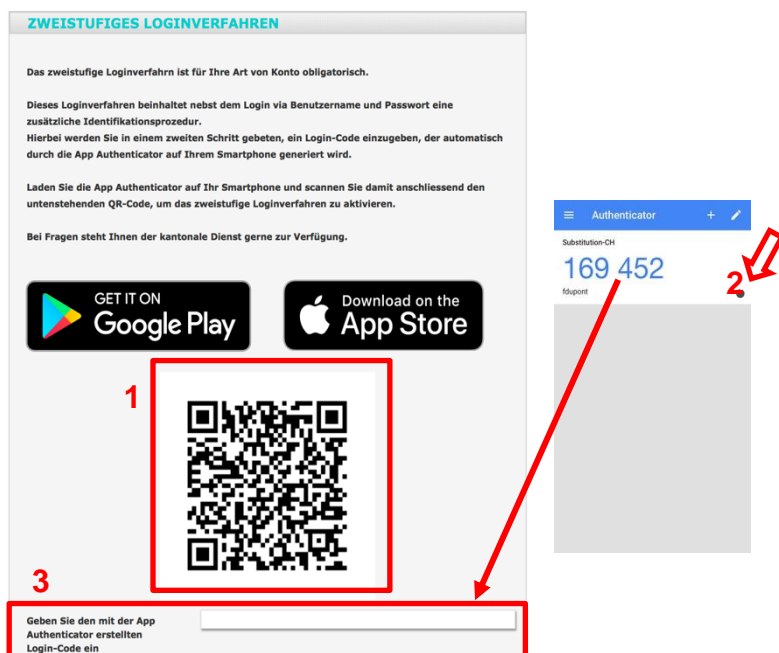 ZWEISTUFIGES LOGINVERFAHREN
Das zweistufige Loginverfahrn ist für Ihre Art von Konto obligatorisch.
Dieses Loginverfahren beinhaltet nebst dem Login via Benutzername und Passwort eine
zusätzliche Identifikationsprozedur.
Hierbei werden Sie in einem zweiten Schritt gebeten, ein Login-Code einzugeben, der automatisch
durch die App Authenticator auf Ihrem Smartphone generiert wird.
Laden Sie die App Authenticator auf Ihr Smartphone und scannen Sie damit anschliessend den
untenstehenden QR-Code, um das zweistufige Loginverfahren zu aktivieren.
Bei Fragen steht Ihnen der kantonale Dienst gerne zur Verfügung.
GET IT ON
Google Play
Download on the
App Store
1
3
Geben Sie den mit der App
Authenticator erstellten
Login-Code ein
Authenticator
Substitution-CH
169 452
fdupont
2